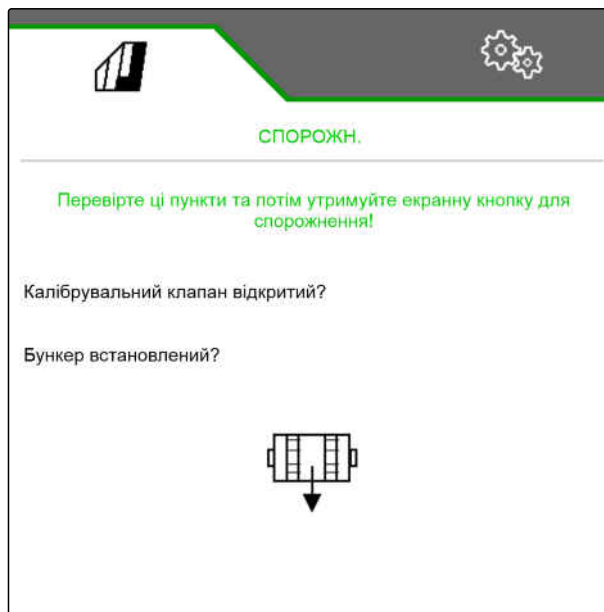 СПОРОЖН.
Перевірте ці пункти та потім утримуйте екранну кнопку для
спорожнення!
Калібрувальний клапан відкритий?
Бункер встановлений?